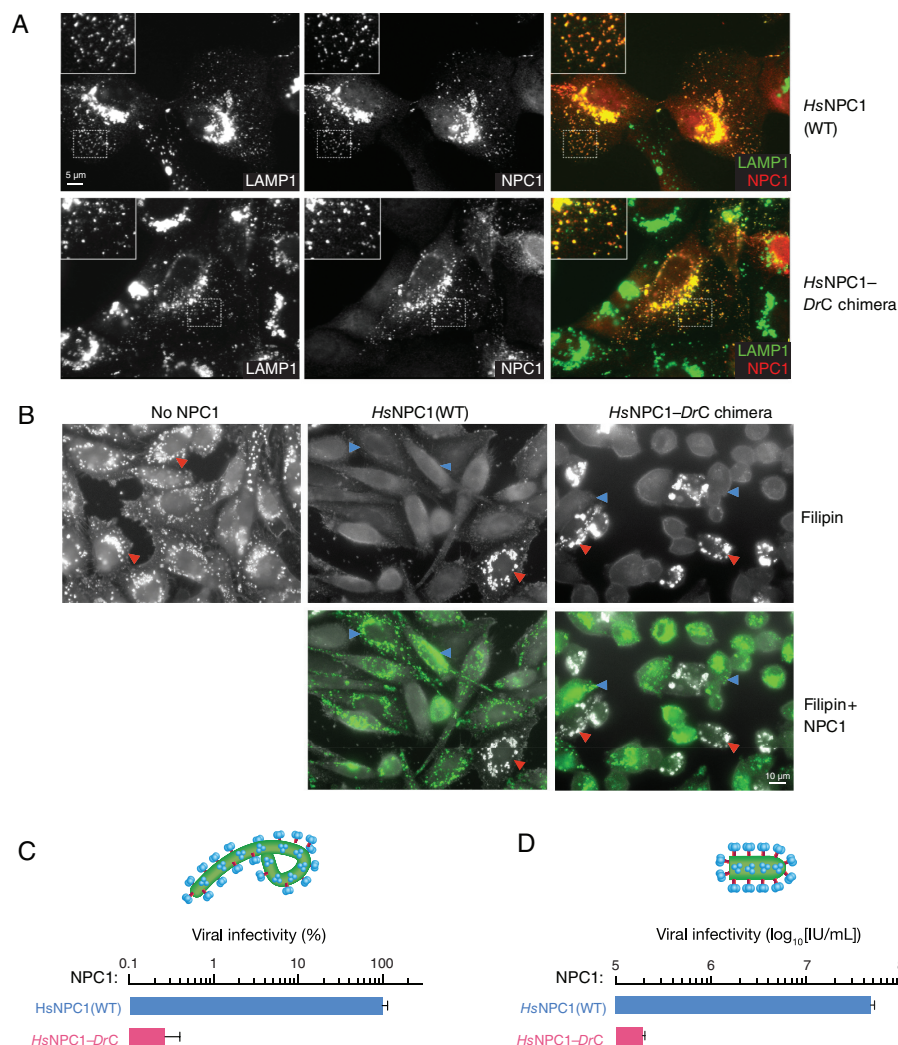 A
HsNPC1
(WT)
LAMP1
NPC1
5 µm
LAMP1
NPC1
HsNPC1–
DrC chimera
LAMP1
NPC1
LAMP1
NPC1
B
No NPC1
HsNPC1(WT)
HsNPC1–DrC chimera
Filipin
Filipin+
NPC1
10 µm
C
Viral infectivity (%)
NPC1:
0.1
1
10
100
HsNPC1(WT)
HsNPC1–DrC
D
Viral infectivity (log10[IU/mL])
NPC1:
5
6
7
HsNPC1(WT)
HsNPC1–DrC